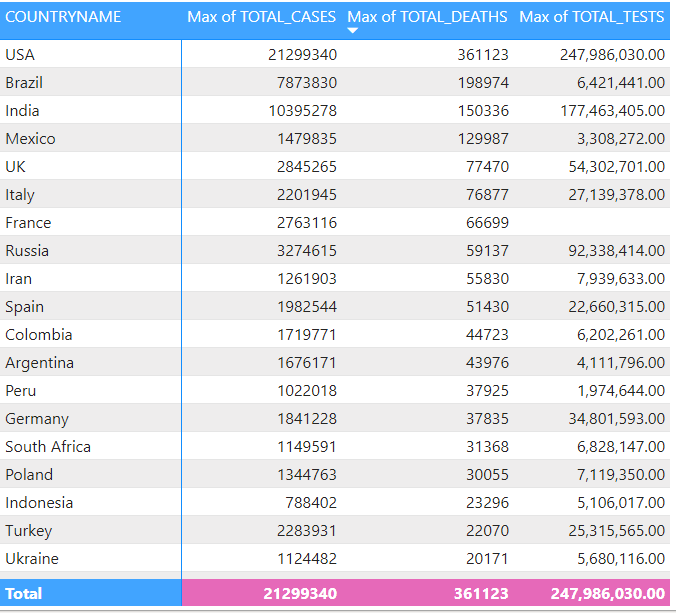 COUNTRYNAME Max of TOTAL_CASES Max of TOTAL_DEATHS Max of TOTAL_TESTS
USA 21299340 361123 247,986,030.00
Brazil 7873830 198974 6,421,441.00
India 10395278 150336 177,463,405.00
Mexico 1479835 129987 3,308,272.00
UK 2845265 77470 54,302,701.00
Italy 2201945 76877 27,139,378.00
France 2763116 66699
Russia 3274615 59137 92,338,414.00
Iran 1261903 55830 7,939,633.00
Spain 1982544 51430 22,660,315.00
Colombia 1719771 44723 6,202,261.00
Argentina 1676171 43976 4,111,796.00
Peru 1022018 37925 1,974,644.00
Germany 1841228 37835 34,801,593.00
South Africa 1149591 31368 6,828,147.00
Poland 1344763 30055 7,119,350.00
Indonesia 788402 23296 5,106,017.00
Turkey 2283931 22070 25,315,565.00
Ukraine 1124482 20171 5,680,116.00
Total 21299340 361123 247,986,030.00